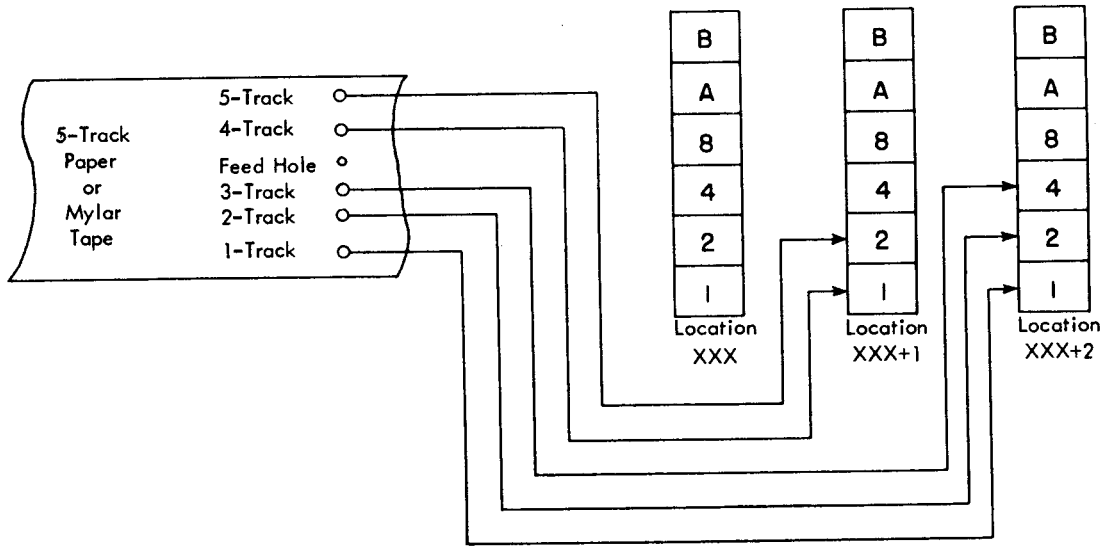 5-Track
Paper
or
Mylar
Tape
5-Track
4-Track
Feed Hole
3-Track
2-Track
1-Track
B
A
8
4
2
1
Location
XXX
B
A
8
4
2
1
Location
XXX+1
B
A
8
4
2
1
Location
XXX+2